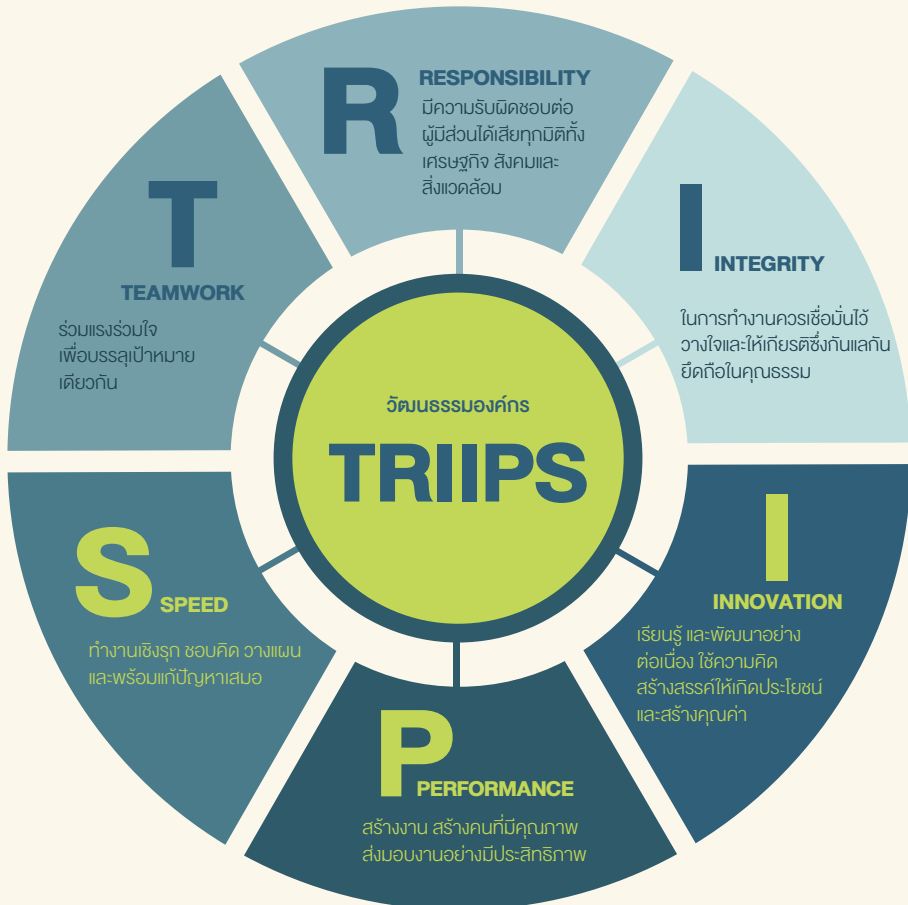 วัฒนธรรมองค์กร
TRIIPS
T
TEAMWORK
ร่วมแรงร่วมใจ
เพื่อบรรลุเป้าหมาย
เดียวกัน
R
RESPONSIBILITY
มีความรับผิดชอบต่อ
ผู้มีส่วนได้เสียทุกมิติทั้ง
เศรษฐกิจ สังคมและ
สิ่งแวดล้อม
I
INTEGRITY
ในการทำงานควรเชื่อมั่นไว้
วางใจและให้เกียรติซึ่งกันแลกัน
ยึดถือในคุณธรรม
I
INNOVATION
เรียนรู้ และพัฒนาอย่าง
ต่อเนื่อง ใช้ความคิด
สร้างสรรค์ให้เกิดประโยชน์
และสร้างคุณค่า
P
PERFORMANCE
สร้างงาน สร้างคนที่มีคุณภาพ
ส่งมอบงานอย่างมีประสิทธิภาพ
S
SPEED
ทำงานเชิงรุก ชอบคิด วางแผน
และพร้อมแก้ปัญหาเสมอ